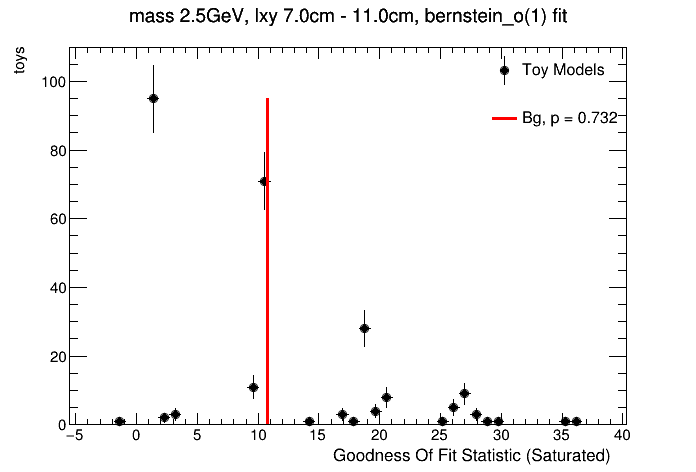 mass 2.5GeV, lxy 7.0cm - 11.0cm, bernstein_o(1) fit
toys
Toy Models
Bg, p = 0.732
100
80
60
40
20
0
−5 0 5 10 15 20 25 30 35 40
Goodness Of Fit Statistic (Saturated)